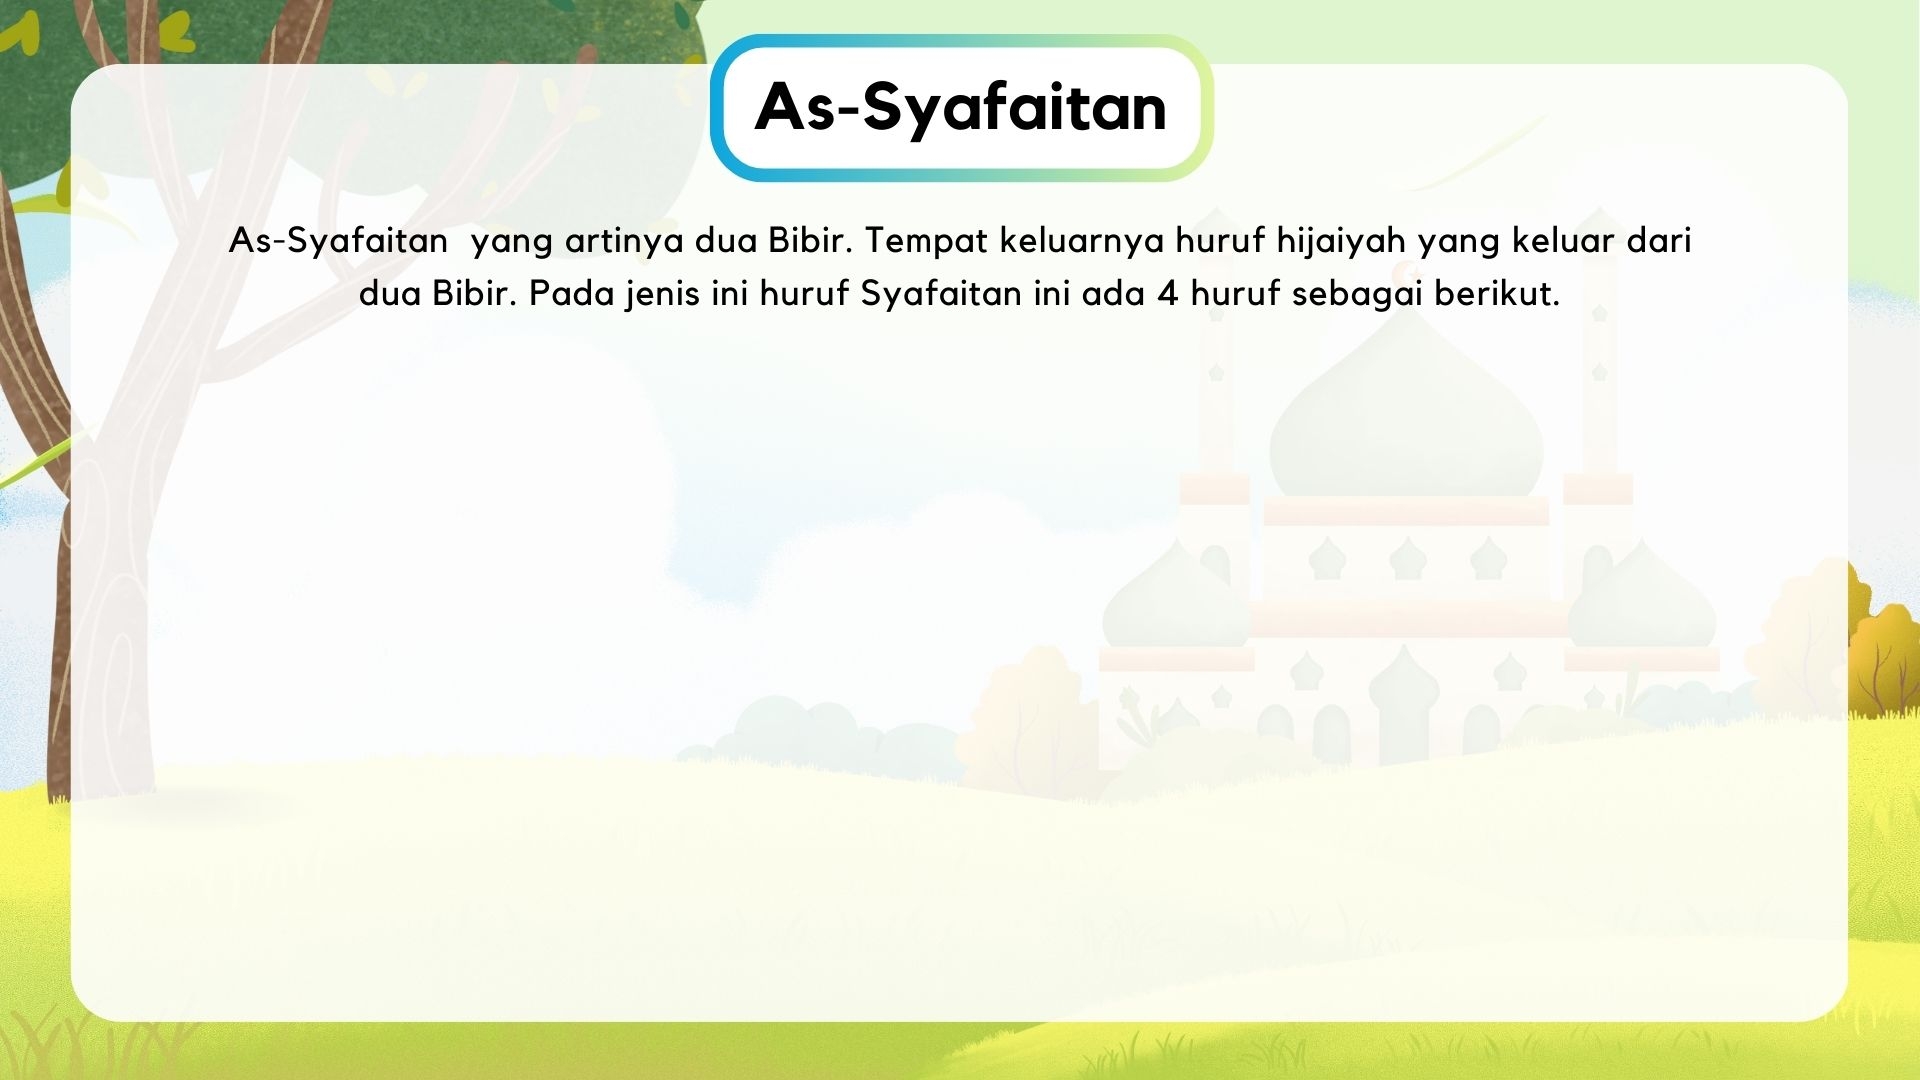 As-Syafaitan
As-Syafaitan  yang artinya dua Bibir. Tempat keluarnya huruf hijaiyah yang keluar dari
dua Bibir. Pada jenis ini huruf Syafaitan ini ada 4 huruf sebagai berikut.